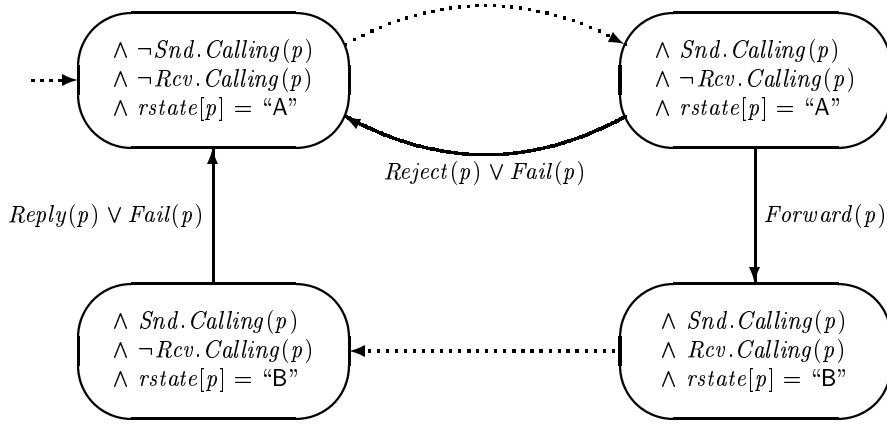 ∧ ¬Snd.Calling(p)
∧ ¬Rcv.Calling(p)
∧ rstate[p] = “A”
∧ Snd.Calling(p)
∧ ¬Rcv.Calling(p)
∧ rstate[p] = “A”
Reject(p) ∨ Fail(p)
Reply(p) ∨ Fail(p)
Forward(p)
∧ Snd.Calling(p)
∧ ¬Rcv.Calling(p)
∧ rstate[p] = “B”
∧ Snd.Calling(p)
∧ Rcv.Calling(p)
∧ rstate[p] = “B”